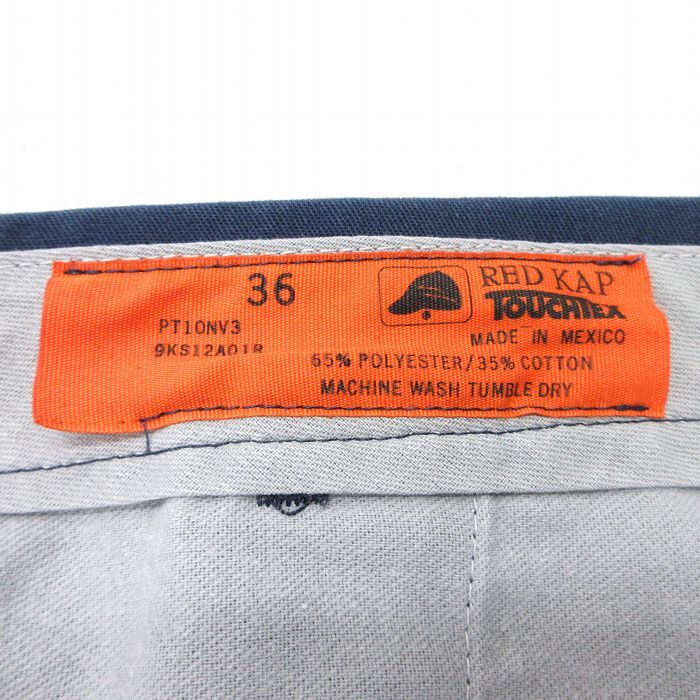 36
RED KAP
TOUCHTEX
PT10NV3
MADE IN MEXICO
9KS12A01R
65% POLYESTER/35% COTTON
MACHINE WASH TUMBLE DRY